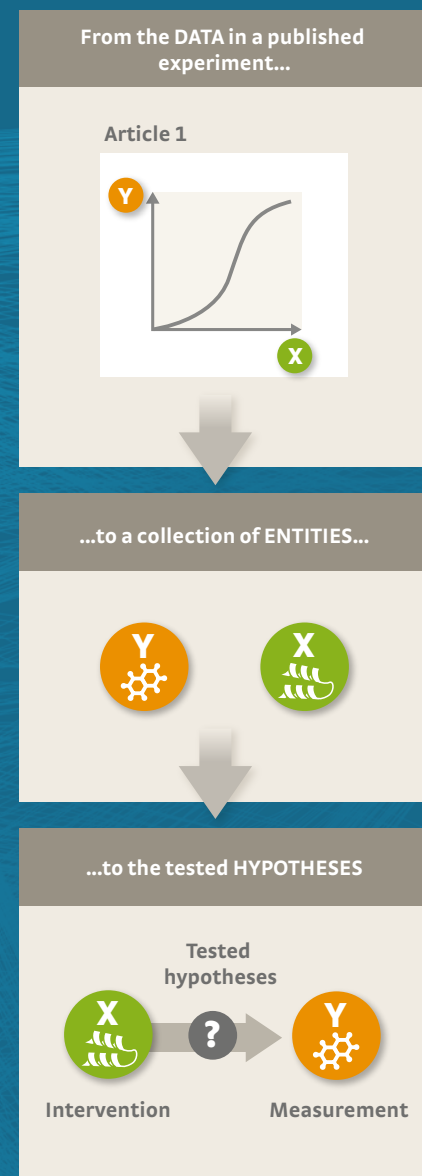 From the DATA in a published
experiment...
Article 1
Y
X
...to a collection of ENTITIES...
Y
X
...to the tested HYPOTHESES
Tested
hypotheses
X
?
Y
Intervention
Measurement